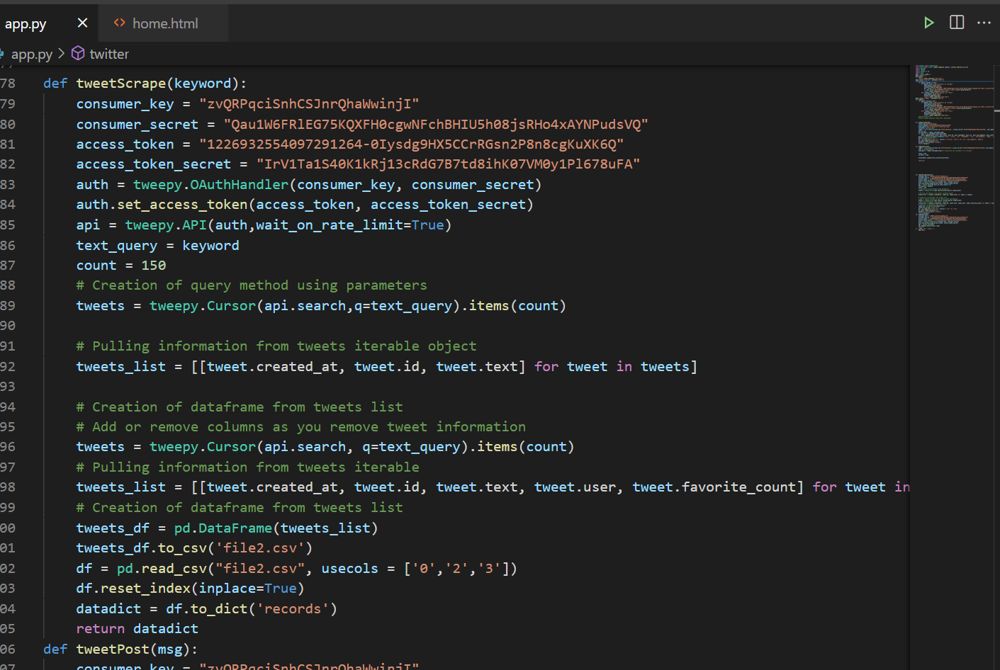 app.py
home.html
app.py > twitter
78 def tweetScrape(keyword):
79 consumer_key = "zvQRPqciSnhCSJnrQhaWwinjI"
80 consumer_secret = "Qau1W6FRlEG75KQXFH0cgwNFchBHIU5h08jsRHo4xAYNPudsVQ"
81 access_token = "1226932554097291264-0Iysdg9HX5CCrRGsn2P8n8cgKuXK6Q"
82 access_token_secret = "IrV1Ta1S40K1kRj13cRdG7B7td8ihK07VM0y1Pl678uFA"
83 auth = tweepy.OAuthHandler(consumer_key, consumer_secret)
84 auth.set_access_token(access_token, access_token_secret)
85 api = tweepy.API(auth,wait_on_rate_limit=True)
86 text_query = keyword
87 count = 150
88 # Creation of query method using parameters
89 tweets = tweepy.Cursor(api.search,q=text_query).items(count)
90
91 # Pulling information from tweets iterable object
92 tweets_list = [[tweet.created_at, tweet.id, tweet.text] for tweet in tweets]
93
94 # Creation of dataframe from tweets list
95 # Add or remove columns as you remove tweet information
96 tweets = tweepy.Cursor(api.search, q=text_query).items(count)
97 # Pulling information from tweets iterable
98 tweets_list = [[tweet.created_at, tweet.id, tweet.text, tweet.user, tweet.favorite_count] for tweet in
99 # Creation of dataframe from tweets list
00 tweets_df = pd.DataFrame(tweets_list)
01 tweets_df.to_csv('file2.csv')
02 df = pd.read_csv("file2.csv", usecols = ['0','2','3'])
03 df.reset_index(inplace=True)
04 datadict = df.to_dict('records')
05 return datadict
06 def tweetPost(msg):
07 consumer_key = "zvQRPqciSnhCSJnrQhaWwinjI"